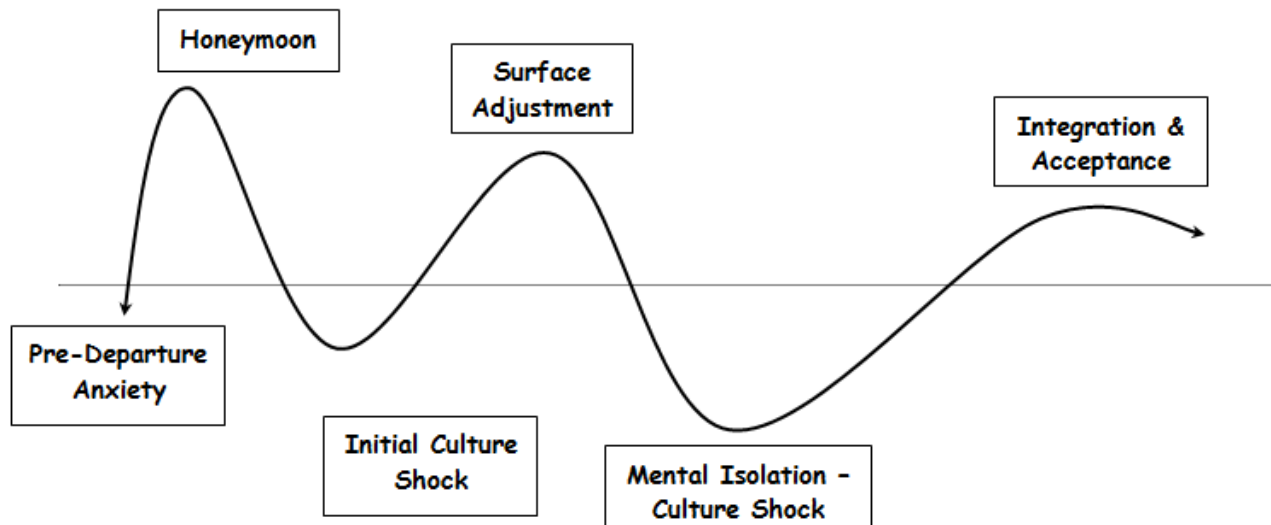 Honeymoon
Surface
Adjustment
Integration &
Acceptance
Pre-Departure
Anxiety
Initial Culture
Shock
Mental Isolation –
Culture Shock